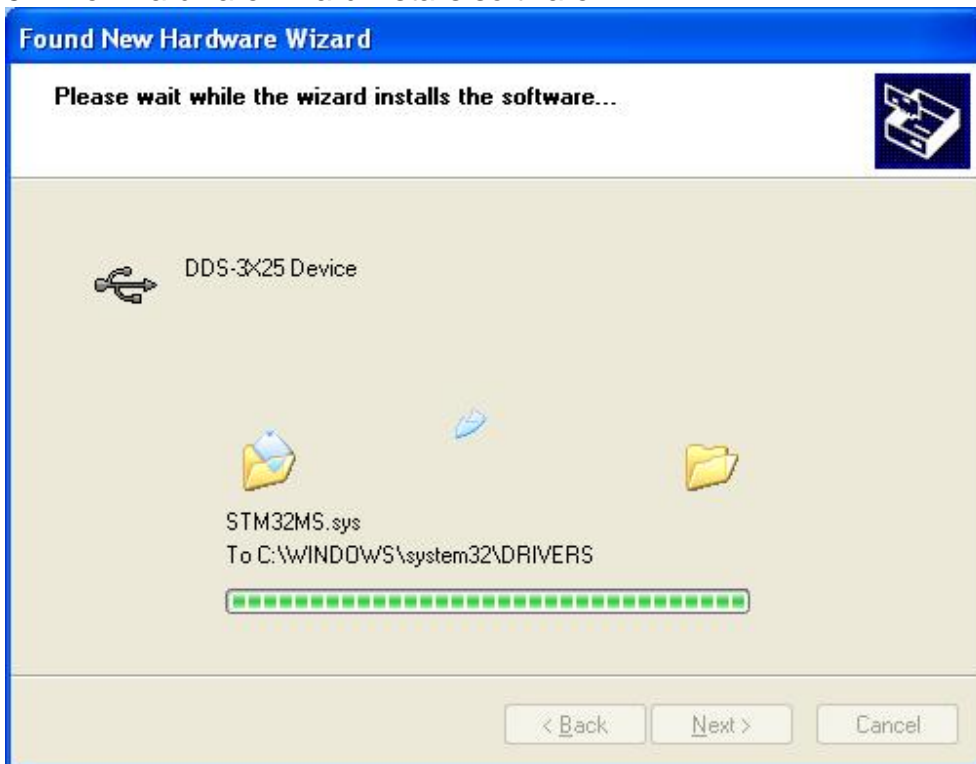 Found New Hardware Wizard
Please wait while the wizard installs the software...
DDS-3X25 Device
STM32MS.sys
To C:\WINDOWS\system32\DRIVERS
< Back
Next >
Cancel